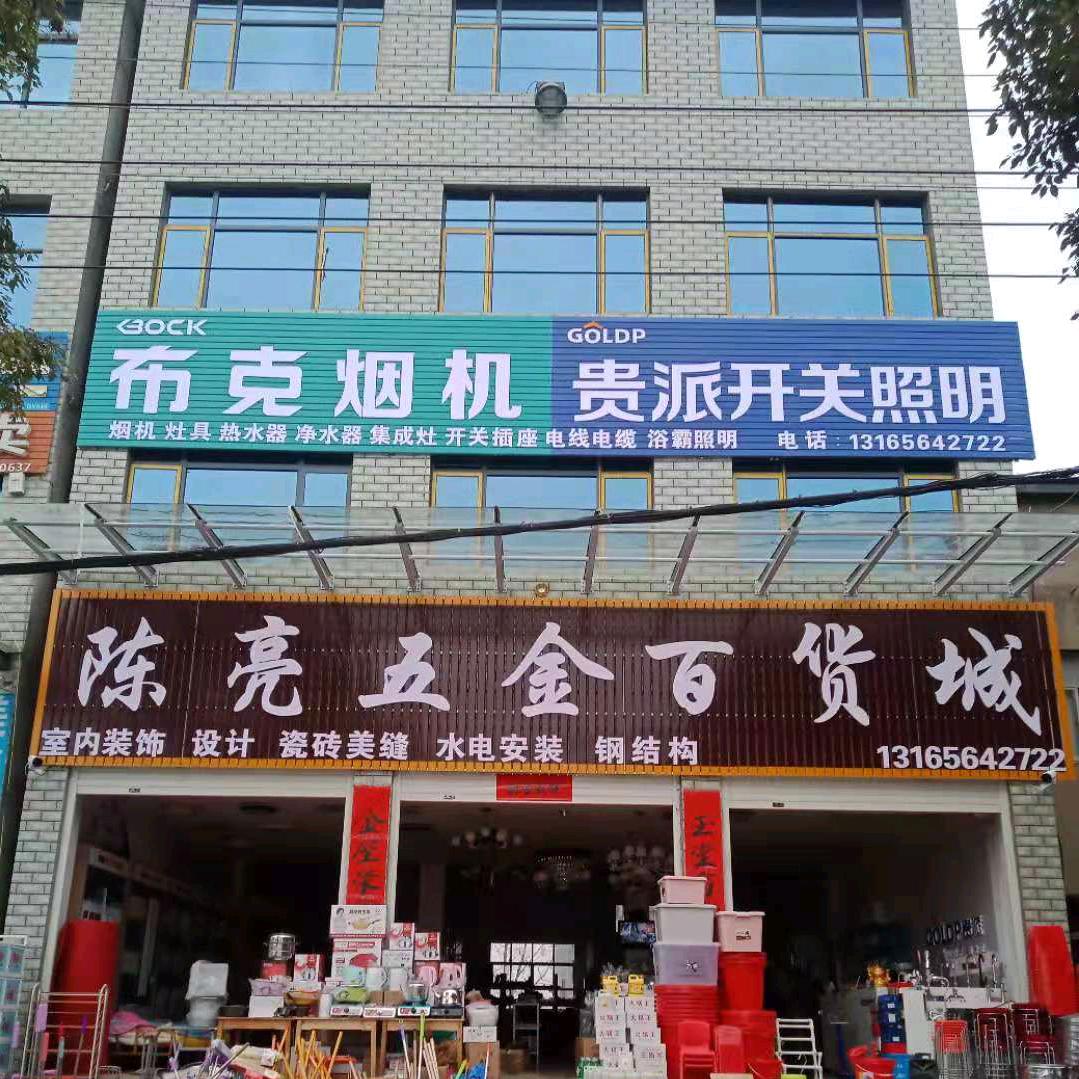 BOCK
布克烟机
GOLDP
贵派开关照明
烟机 灶具 热水器 净水器 集成灶 开关插座 电线电缆 浴霸照明 电话:13165642722
0637
陈亮五金百货城
室内装饰 设计 瓷砖美缝 水电安装 钢结构 13165642722
GOLDP